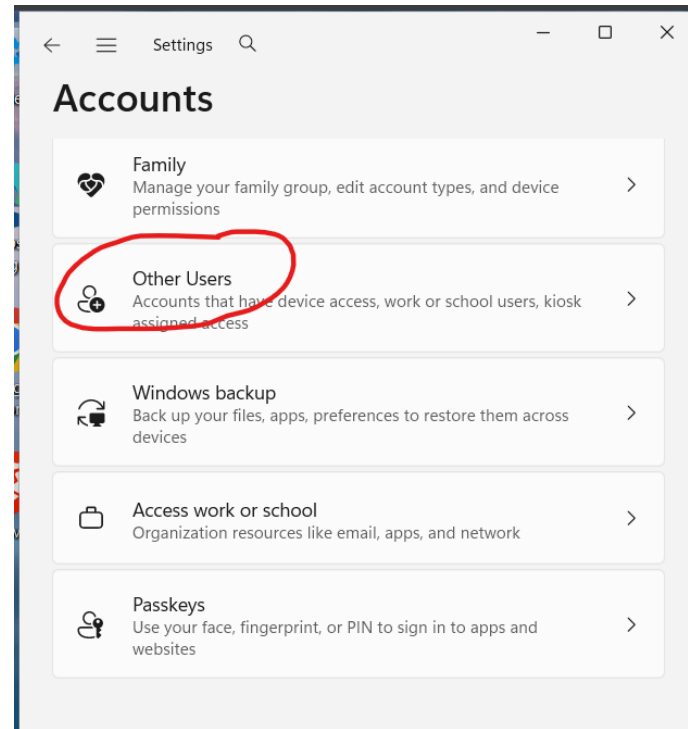 Settings
Accounts
Family
Manage your family group, edit account types, and device
permissions
Other Users
Accounts that have device access, work or school users, kiosk
assigned access
Windows backup
Back up your files, apps, preferences to restore them across
devices
Access work or school
Organization resources like email, apps, and network
Passkeys
Use your face, fingerprint, or PIN to sign in to apps and
websites